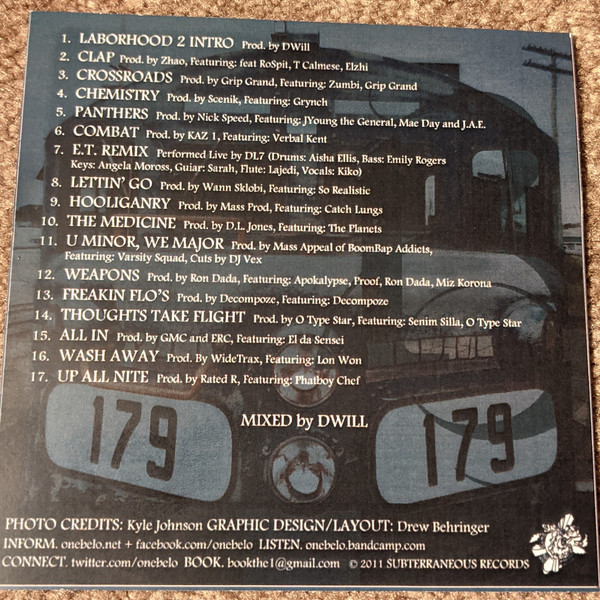 1. LABORHOOD 2 INTRO Prod. by DWill
2. CLAP Prod. by Zhao, Featuring: feat RoSpit, T Calmese, Elzhi
3. CROSSROADS Prod. by Grip Grand, Featuring: Zumbi, Grip Grand
4. CHEMISTRY Prod. by Scenik, Featuring: Grynch
5. PANTHERS Prod. by Nick Speed, Featuring: JYoung the General, Mae Day and J.A.E.
6. COMBAT Prod. by KAZ 1, Featuring: Verbal Kent
7. E.T. REMIX Performed Live by DL7 (Drums: Aisha Ellis, Bass: Emily Rogers
Keys: Angela Moross, Guiar: Sarah, Flute: Lajedi, Vocals: Kiko)
8. LETTIN' GO Prod. by Wann Sklobi, Featuring: So Realistic
9. HOOLIGANRY Prod. by Mass Prod, Featuring: Catch Lungs
10. THE MEDICINE Prod. by D.L. Jones, Featuring: The Planets
11. U MINOR, WE MAJOR Prod. by Mass Appeal of BoomBap Addicts,
Featuring: Varsity Squad, Cuts by DJ Vex
12. WEAPONS Prod. by Ron Dada, Featuring: Apokalypse, Proof, Ron Dada, Miz Korona
13. FREAKIN FLO'S Prod. by Decompoze, Featuring: Decompoze
14. THOUGHTS TAKE FLIGHT Prod. by O Type Star, Featuring: Senim Silla, O Type Star
15. ALL IN Prod. by GMC and ERC, Featuring: El da Sensei
16. WASH AWAY Prod. By WideTrax, Featuring: Lon Won
17. UP ALL NITE Prod. by Rated R, Featuring: Phatboy Chef
MIXED by DWILL
179
179
PHOTO CREDITS: Kyle Johnson GRAPHIC DESIGN/LAYOUT: Drew Behringer
INFORM. onebelo.net + facebook.com/onebelo LISTEN. onebelo.bandcamp.com
CONNECT. twitter.com/onebelo BOOK. bookthe1@gmail.com © 2011 SUBTERRANEOUS RECORDS